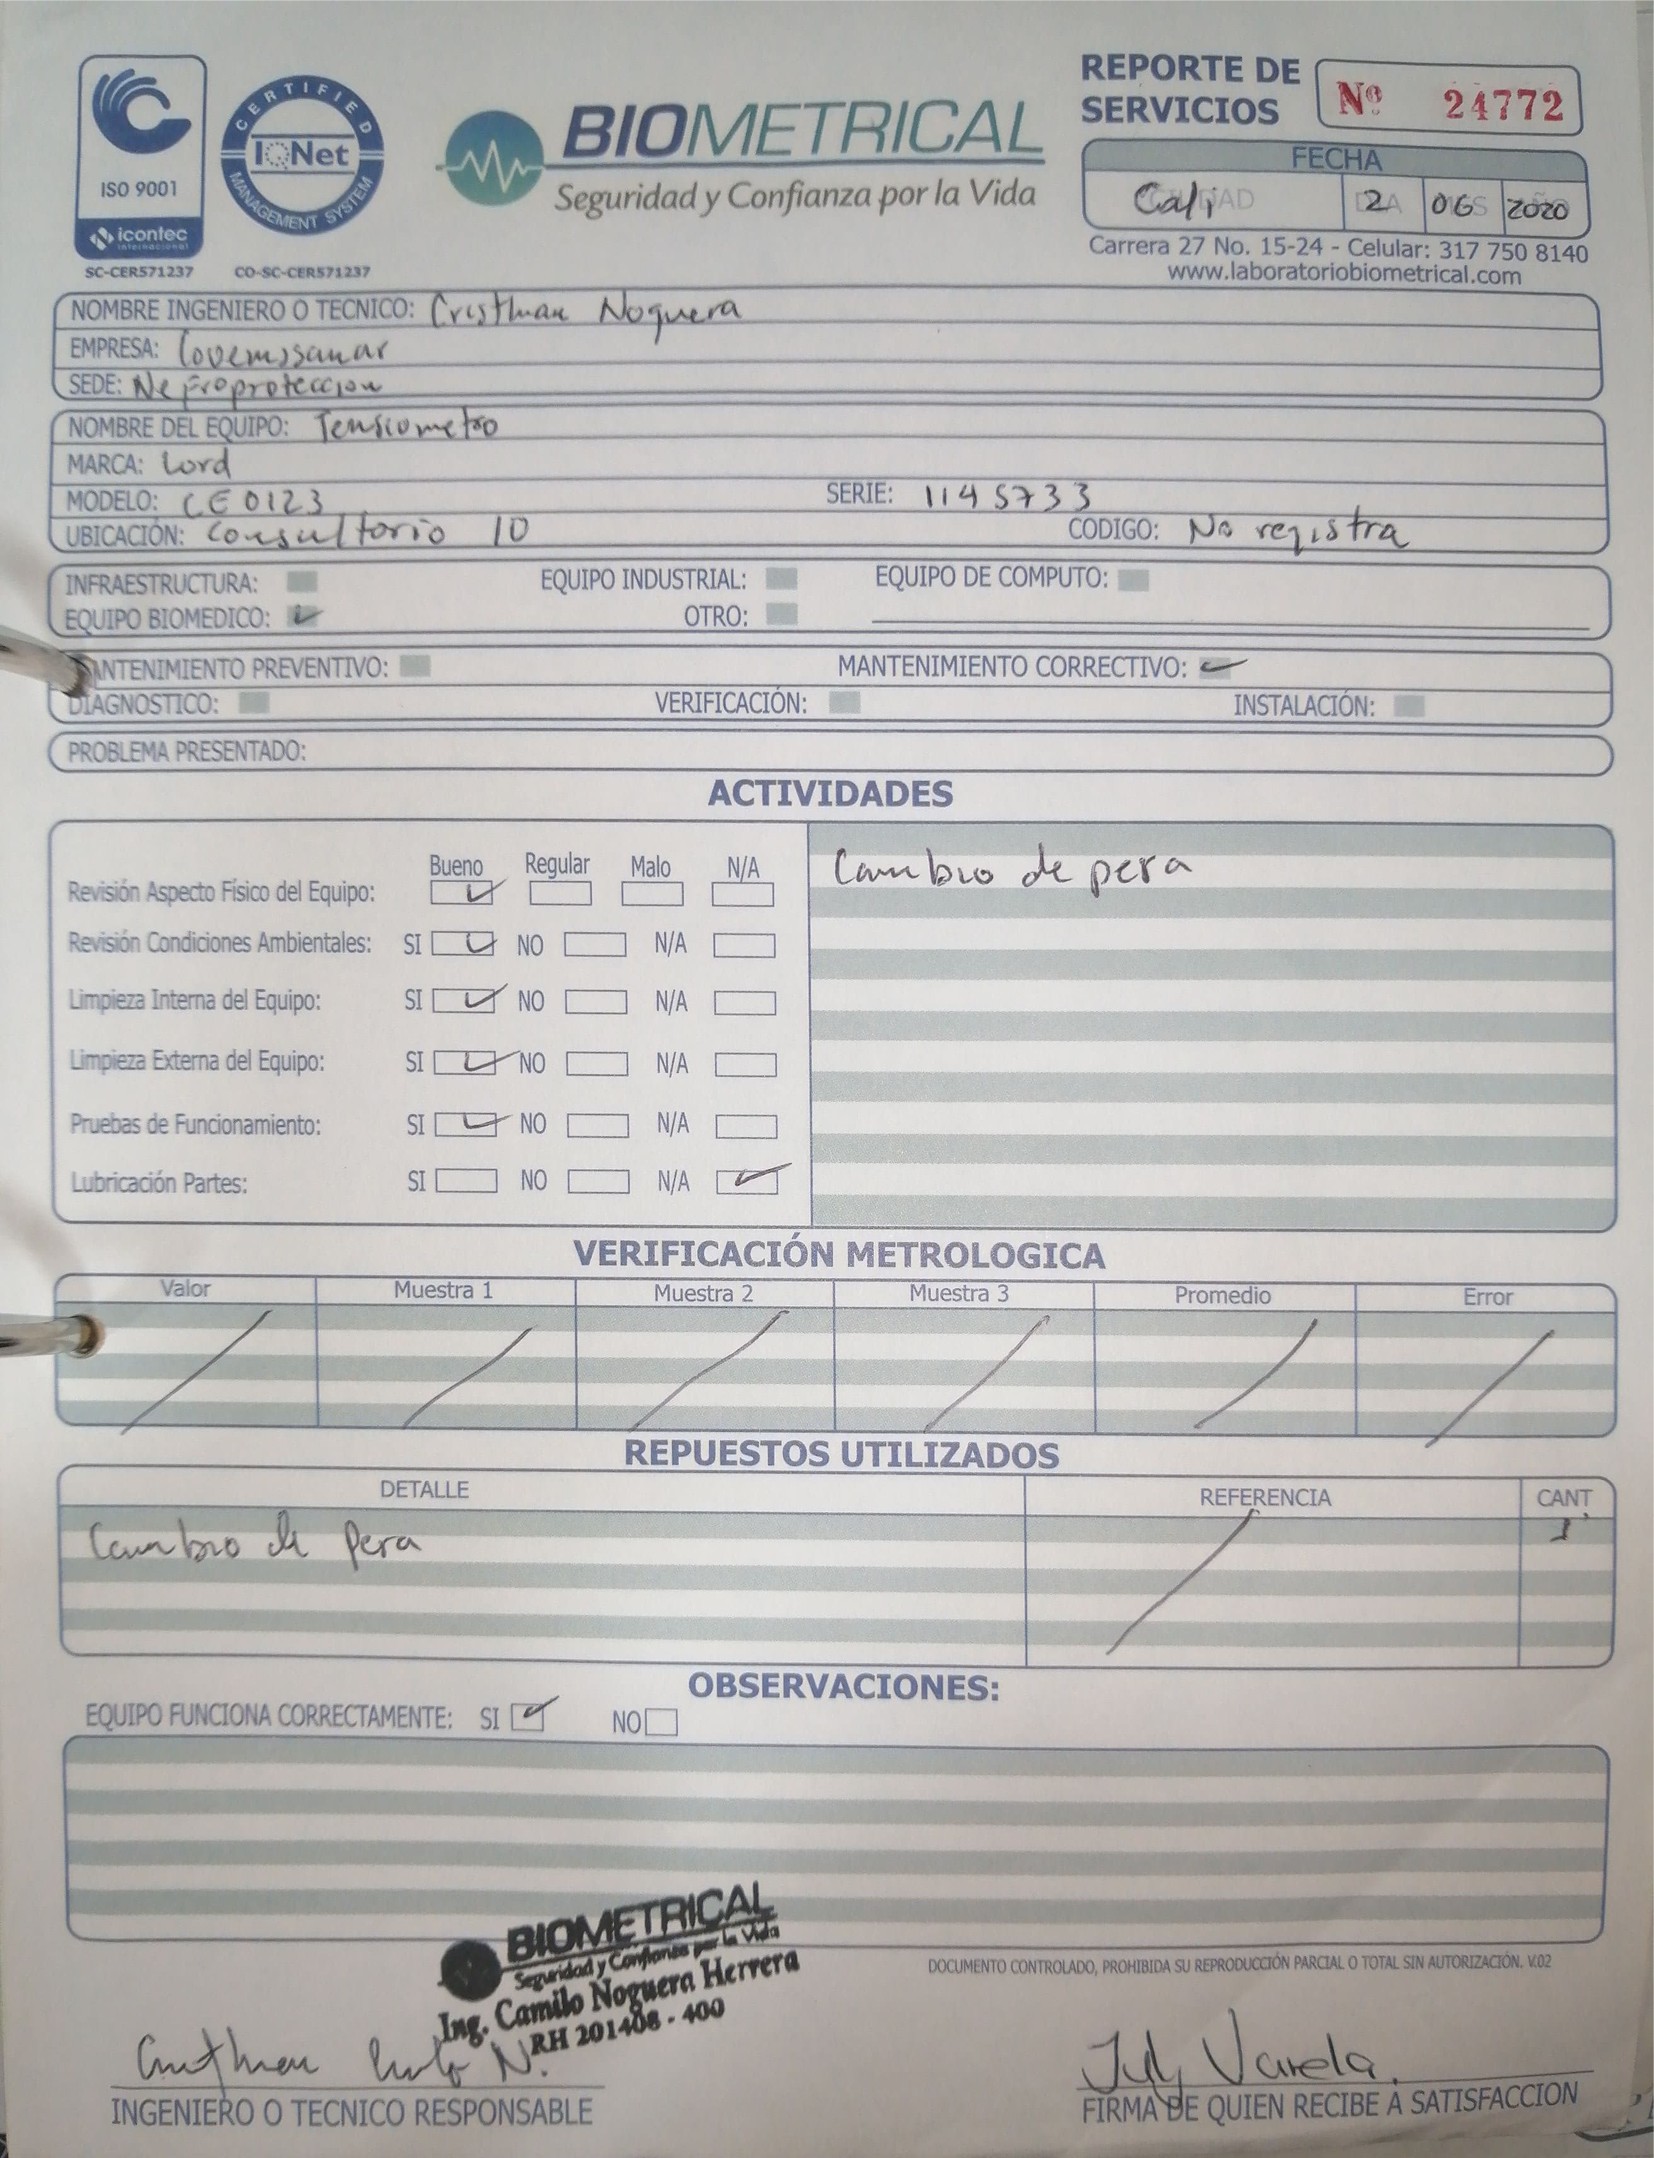 REPORTE DE
SERVICIOS
Nº 24772
ISO 9001
icontec
internacional
SC-CER571237
CERTIFIED
IQNet
MANAGEMENT SYSTEM
CO-SC-CER571237
BIOMETRICAL
Seguridad y Confianza por la Vida
FECHA
Cali 2 06 2020
Carrera 27 No. 15-24 - Celular: 317 750 8140
www.laboratoriobiometrical.com
NOMBRE INGENIERO O TECNICO: Cristhian Noguera
EMPRESA: Covemssanar
SEDE: Nefroproteccion
NOMBRE DEL EQUIPO: Tensiometro
MARCA: Lord
MODELO: CE0123 SERIE: 1145733
UBICACIÓN: Consultorio 10 CODIGO: No registra
INFRAESTRUCTURA: EQUIPO INDUSTRIAL: EQUIPO DE COMPUTO:
EQUIPO BIOMEDICO: ✓ OTRO:
ANTENIMIENTO PREVENTIVO: MANTENIMIENTO CORRECTIVO: ✓
DIAGNOSTICO: VERIFICACIÓN: INSTALACIÓN:
PROBLEMA PRESENTADO:
ACTIVIDADES
Bueno Regular Malo N/A
Revisión Aspecto Físico del Equipo: ✓
Cambio de pera
Revisión Condiciones Ambientales: SI ✓ NO N/A
Limpieza Interna del Equipo: SI ✓ NO N/A
Limpieza Externa del Equipo: SI ✓ NO N/A
Pruebas de Funcionamiento: SI ✓ NO N/A
Lubricación Partes: SI NO N/A ✓
VERIFICACIÓN METROLOGICA
Valor Muestra 1 Muestra 2 Muestra 3 Promedio Error
REPUESTOS UTILIZADOS
DETALLE REFERENCIA CANT.
Cambio de Pera 1
OBSERVACIONES:
EQUIPO FUNCIONA CORRECTAMENTE: SI ✓ NO
BIOMETRICAL
Seguridad y Confianza por la Vida
Ing. Camilo Noguera Herrera
RH 201408 - 400
DOCUMENTO CONTROLADO, PROHIBIDA SU REPRODUCCIÓN PARCIAL O TOTAL SIN AUTORIZACIÓN. V.02
Cristhian N.
July Varela
INGENIERO O TECNICO RESPONSABLE
FIRMA DE QUIEN RECIBE A SATISFACCION